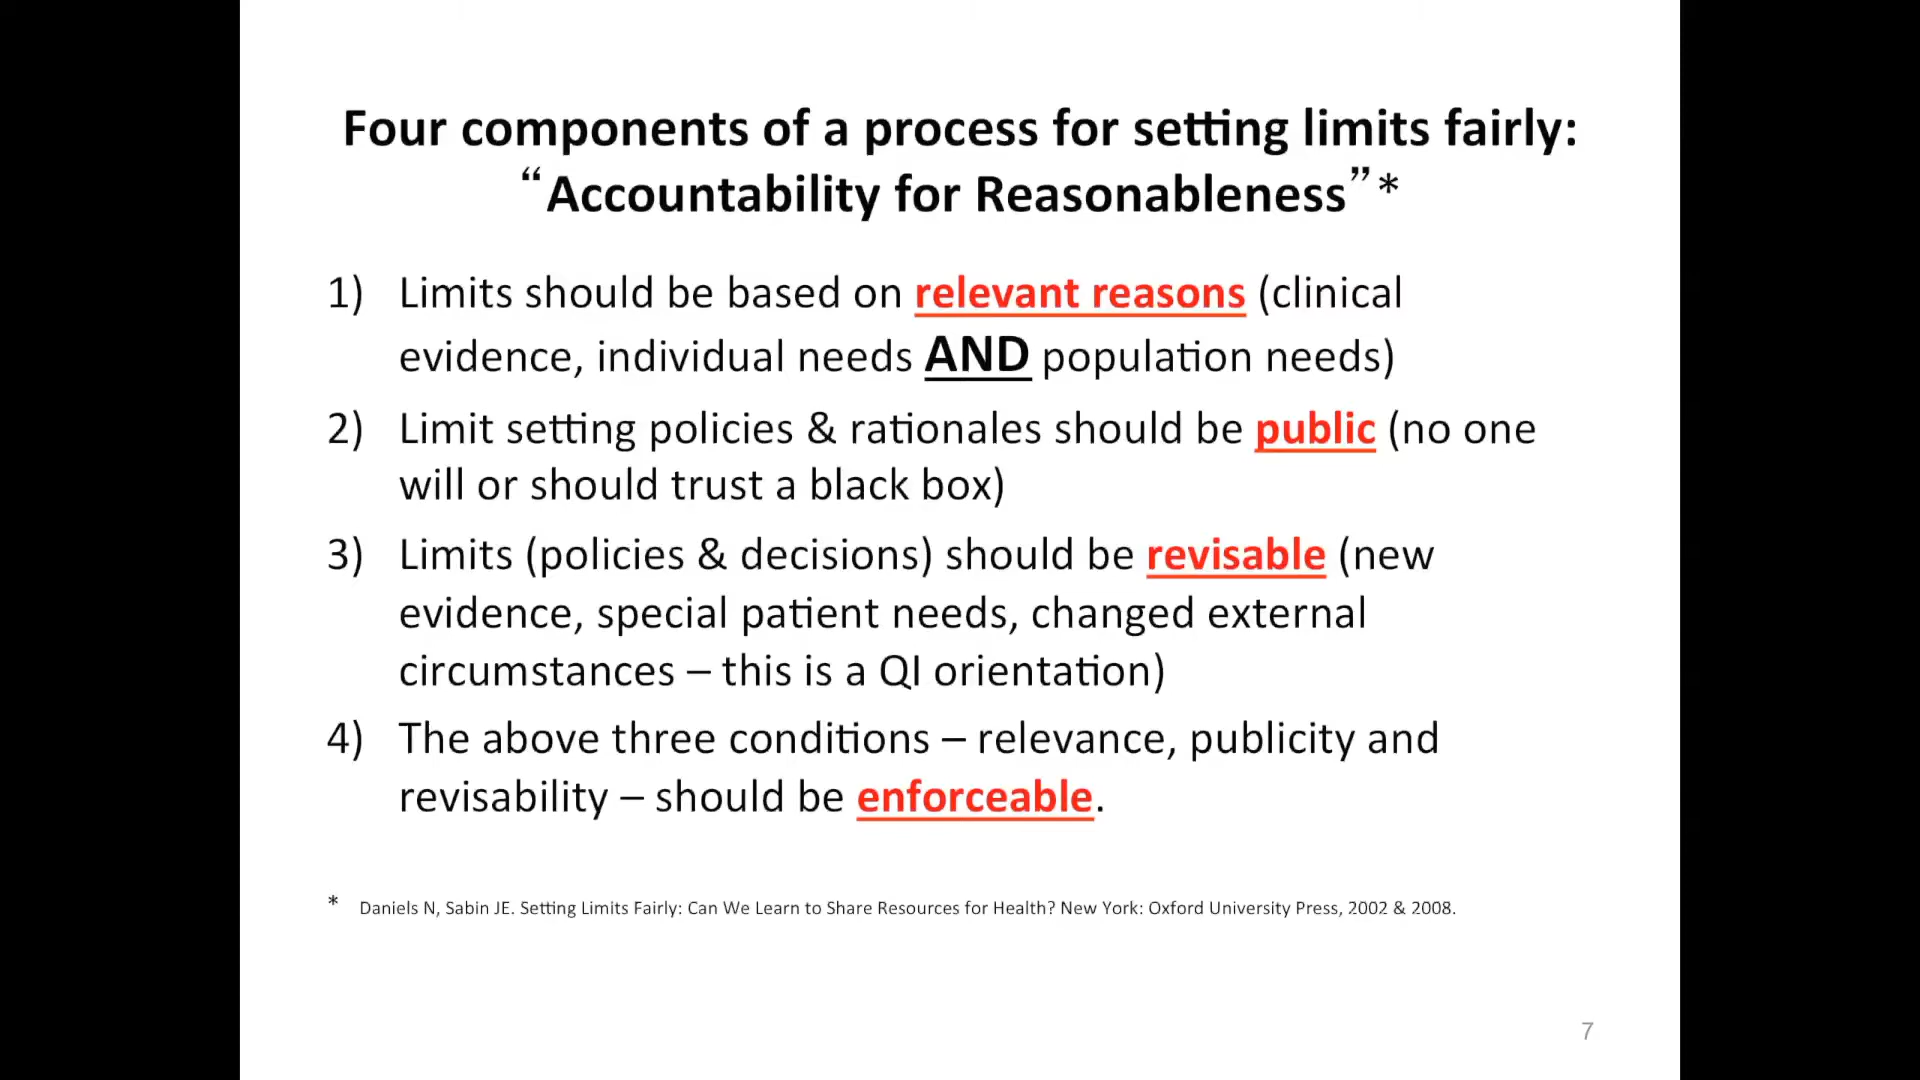 Four components of a process for setting limits fairly:
“Accountability for Reasonableness”*
1) Limits should be based on relevant reasons (clinical
evidence, individual needs AND population needs)
2) Limit setting policies & rationales should be public (no one
will or should trust a black box)
3) Limits (policies & decisions) should be revisable (new
evidence, special patient needs, changed external
circumstances – this is a QI orientation)
4) The above three conditions – relevance, publicity and
revisability – should be enforceable.
* Daniels N, Sabin JE. Setting Limits Fairly: Can We Learn to Share Resources for Health? New York: Oxford University Press, 2002 & 2008.
7